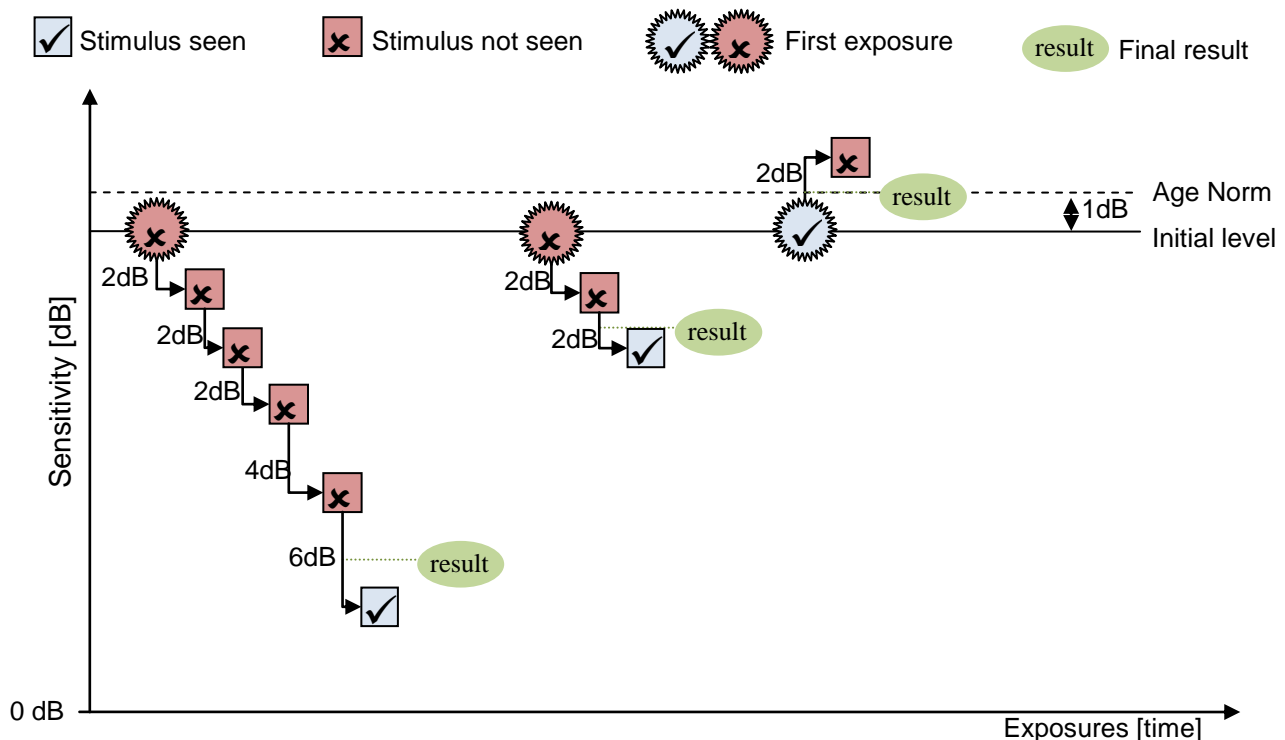 Stimulus seen
Stimulus not seen
First exposure
result
Final result
2dB
result
Age Norm
1dB
Initial level
2dB
2dB
2dB
2dB
result
2dB
4dB
6dB
result
Sensitivity [dB]
0 dB
Exposures [time]